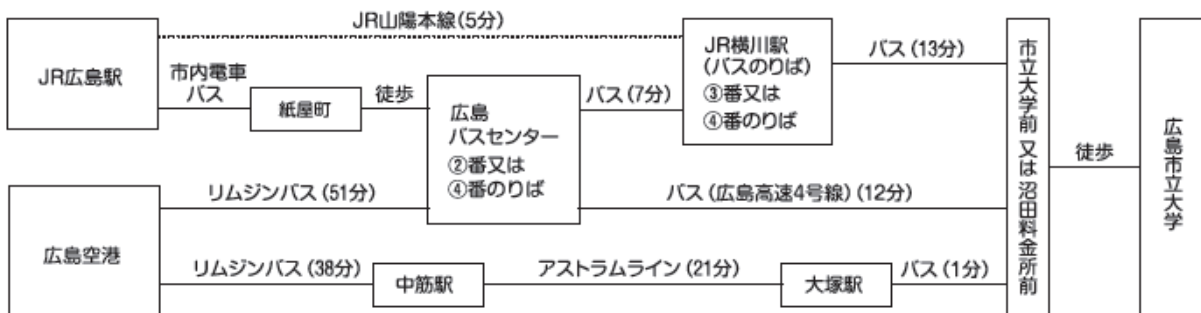 JR山陽本線(5分)
JR広島駅
市内電車
バス
紙屋町
徒歩
広島
バスセンター
②番又は
④番のりば
バス(7分)
JR横川駅
(バスのりば)
③番又は
④番のりば
バス(13分)
広島空港
リムジンバス(51分)
バス(広島高速4号線)(12分)
リムジンバス(38分)
中筋駅
アストラムライン(21分)
大塚駅
バス(1分)
市立大学前 又は 沼田料金所前
徒歩
広島市立大学